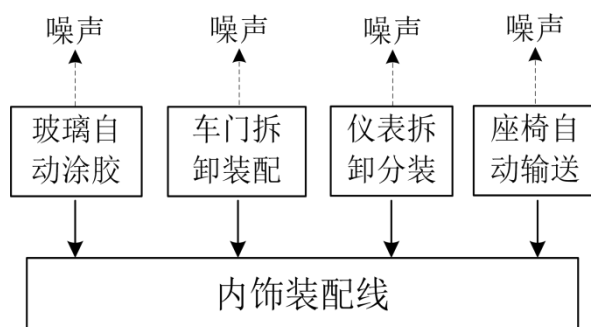 噪声 噪声 噪声 噪声
玻璃自 车门拆 仪表拆 座椅自
动涂胶 卸装配 卸分装 动输送
内饰装配线